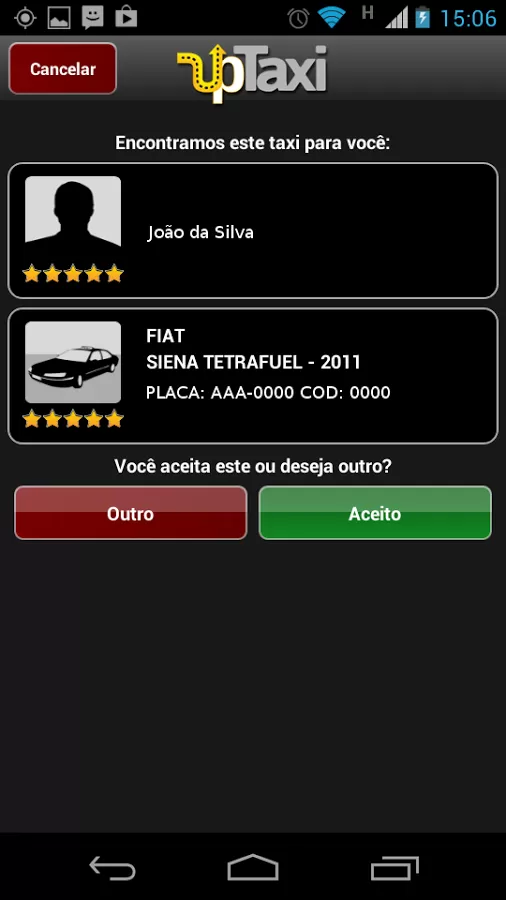 H 15:06
Cancelar
upTaxi
Encontramos este taxi para você:
João da Silva
FIAT
SIENA TETRAFUEL - 2011
PLACA: AAA-0000 COD: 0000
Você aceita este ou deseja outro?
Outro
Aceito